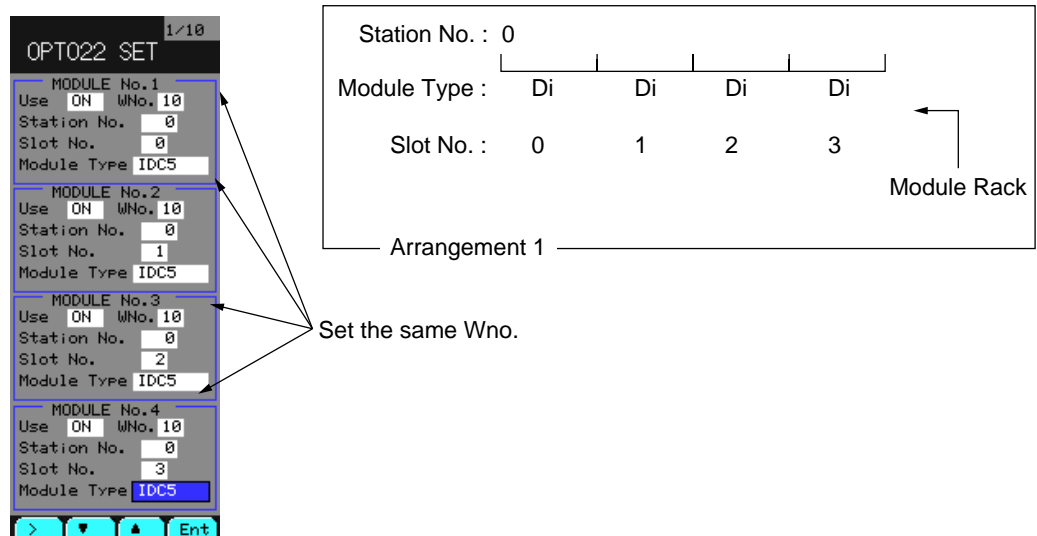 1/10
OPTO22 SET
MODULE No.1
Use ON WNo. 10
Station No. 0
Slot No. 0
Module Type IDC5
MODULE No.2
Use ON WNo. 10
Station No. 0
Slot No. 1
Module Type IDC5
MODULE No.3
Use ON WNo. 10
Station No. 0
Slot No. 2
Module Type IDC5
MODULE No.4
Use ON WNo. 10
Station No. 0
Slot No. 3
Module Type IDC5
> ▼ ▲ Ent
Station No. : 0
Module Type : Di Di Di Di
Slot No. : 0 1 2 3
Module Rack
Arrangement 1
Set the same Wno.